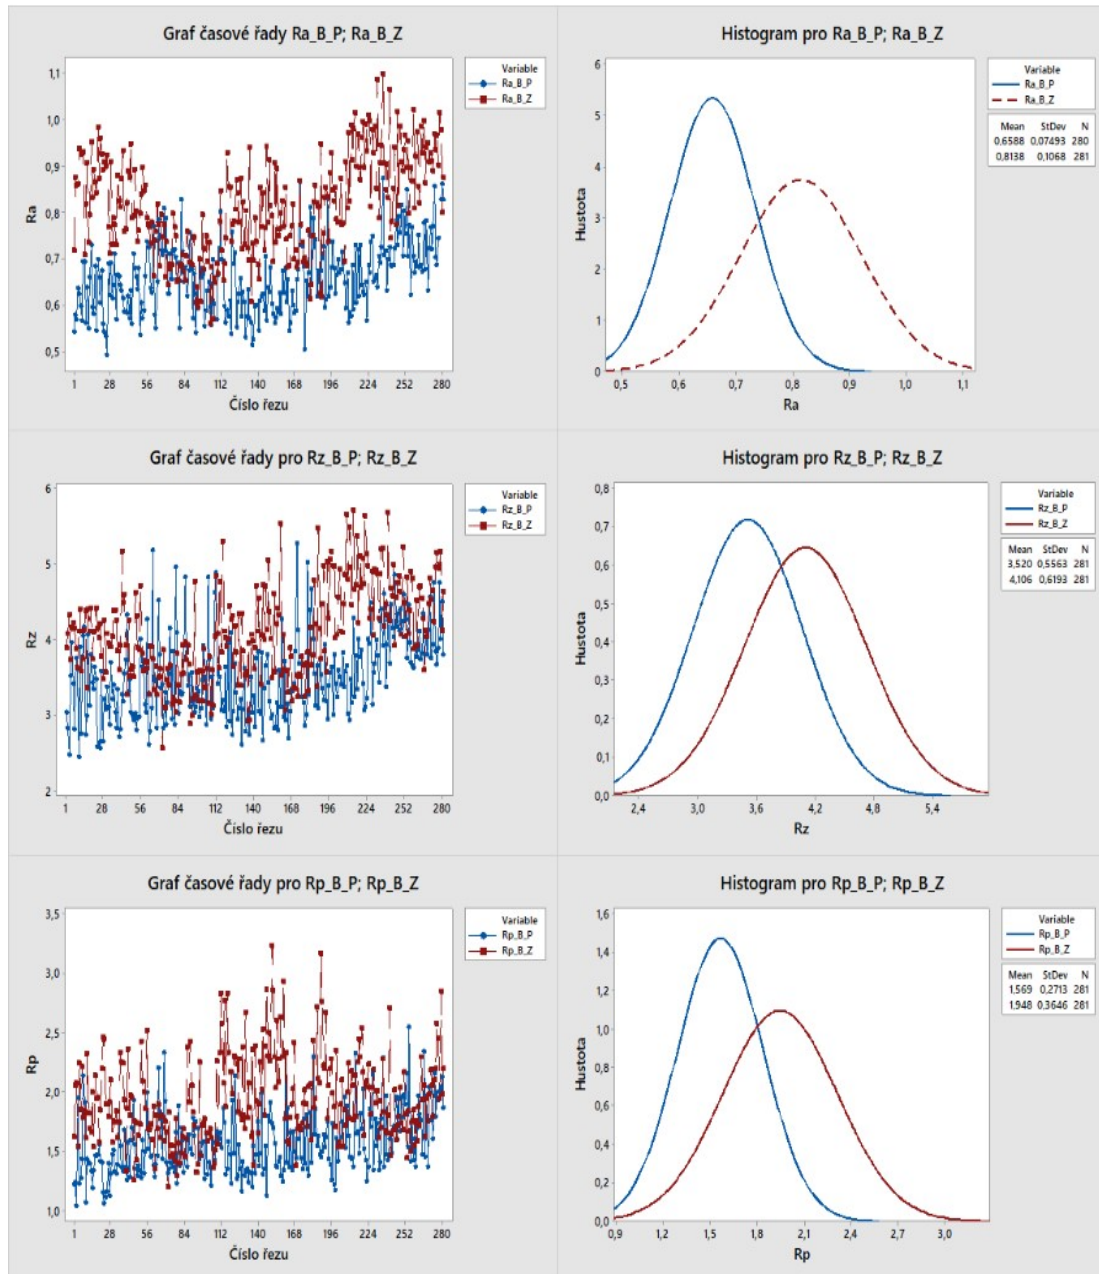 Graf časové řady Ra_B_P; Ra_B_Z
1,1
1,0
0,9
0,8
0,7
0,6
0,5
Ra
1 28 56 84 112 140 168 196 224 252 280
Číslo řezu
Variable
Ra_B_P
Ra_B_Z
Histogram pro Ra_B_P; Ra_B_Z
6
5
4
3
2
1
0
Hustota
0,5 0,6 0,7 0,8 0,9 1,0 1,1
Ra
Variable
Ra_B_P
Ra_B_Z
Mean StDev N
0,6588 0,07493 280
0,8138 0,1068 281
Graf časové řady pro Rz_B_P; Rz_B_Z
6
5
4
3
2
Rz
1 28 56 84 112 140 168 196 224 252 280
Číslo řezu
Variable
Rz_B_P
Rz_B_Z
Histogram pro Rz_B_P; Rz_B_Z
0,8
0,7
0,6
0,5
0,4
0,3
0,2
0,1
0,0
Hustota
2,4 3,0 3,6 4,2 4,8 5,4
Rz
Variable
Rz_B_P
Rz_B_Z
Mean StDev N
3,520 0,5563 281
4,106 0,6193 281
Graf časové řady pro Rp_B_P; Rp_B_Z
3,5
3,0
2,5
2,0
1,5
1,0
Rp
1 28 56 84 112 140 168 196 224 252 280
Číslo řezu
Variable
Rp_B_P
Rp_B_Z
Histogram pro Rp_B_P; Rp_B_Z
1,6
1,4
1,2
1,0
0,8
0,6
0,4
0,2
0,0
Hustota
0,9 1,2 1,5 1,8 2,1 2,4 2,7 3,0
Rp
Variable
Rp_B_P
Rp_B_Z
Mean StDev N
1,569 0,2713 281
1,948 0,3646 281